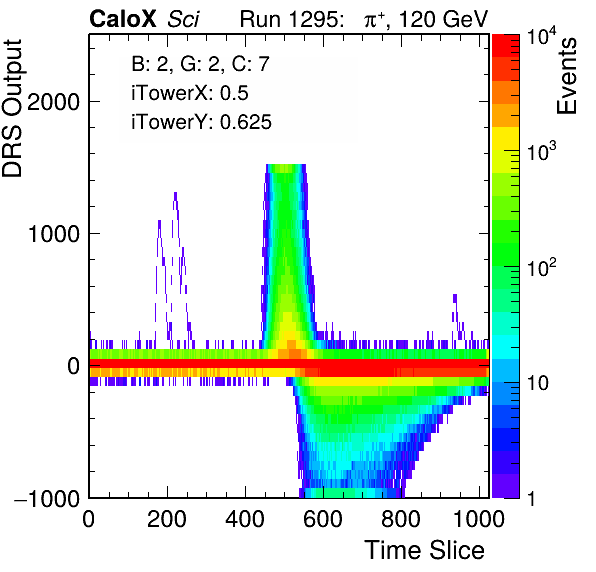 CaloX Sci Run 1295: π⁺, 120 GeV
B: 2, G: 2, C: 7
iTowerX: 0.5
iTowerY: 0.625
DRS Output
2000
1000
0
−1000
0 200 400 600 800 1000
Time Slice
Events
10⁴
10³
10²
10
1